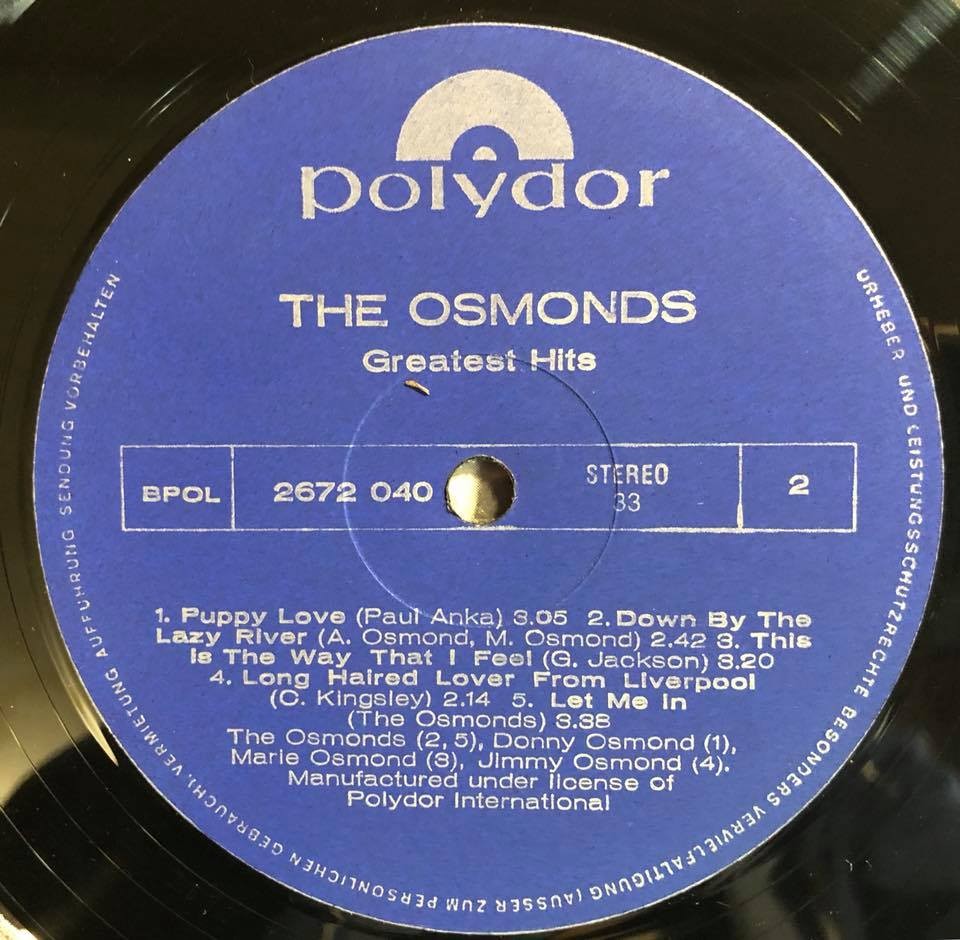 polydor
THE OSMONDS
Greatest Hits
BPOL
2672 040
STEREO
33
2
1. Puppy Love (Paul Anka) 3.05 2. Down By The
Lazy River (A. Osmond, M. Osmond) 2.42 3. This
Is The Way That I Feel (G. Jackson) 3.20
4. Long Haired Lover From Liverpool
(C. Kingsley) 2.14 5. Let Me In
(The Osmonds) 3.38
The Osmonds (2,5), Donny Osmond (1),
Marie Osmond (3), Jimmy Osmond (4).
Manufactured under license of
Polydor International
URHEBER UND LEISTUNGSSCHUTZRECHTE BESONDERS VERVIELFALTIGUNG (AUSSER ZUM PERSONLICHEN GEBRAUCH), VERMIETUNG AUFFUHRUNG SENDUNG VORBEHALTEN